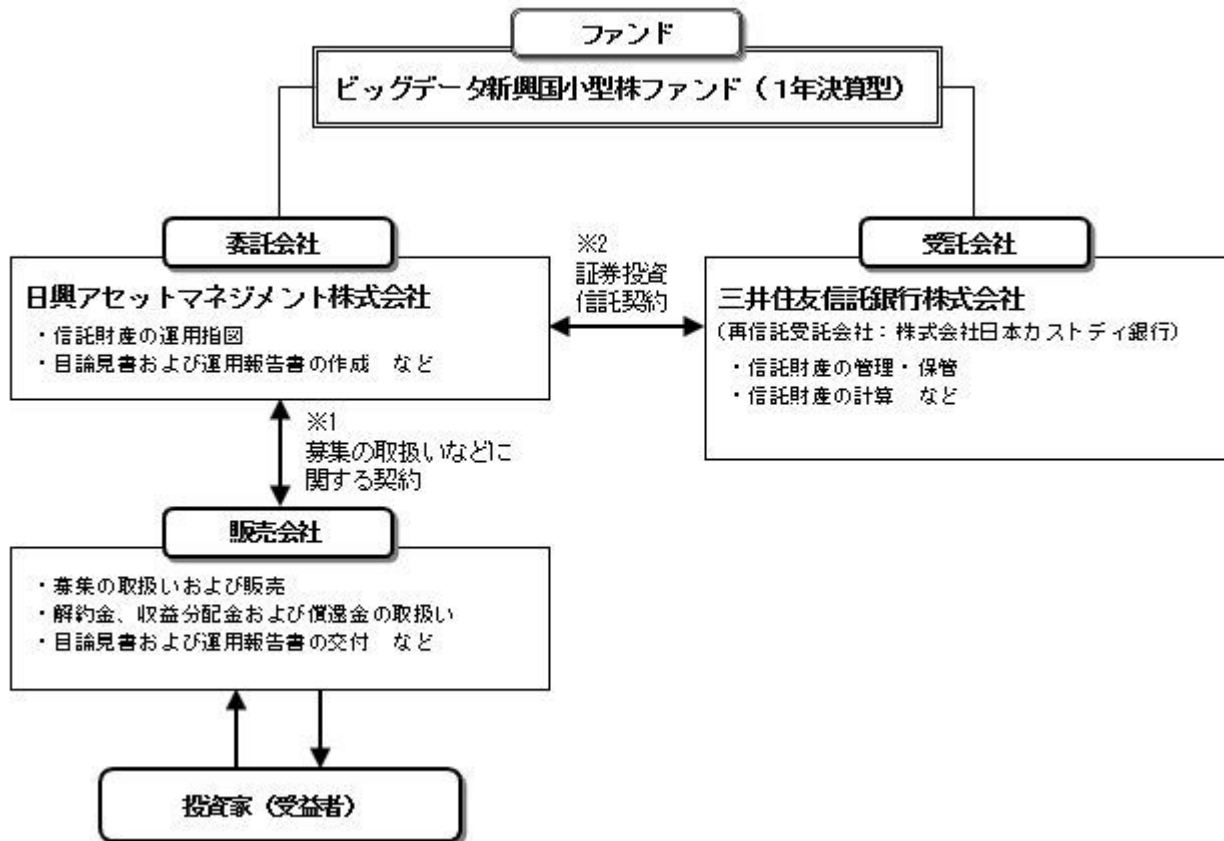 ファンド
ビッグデータ新興国小型株ファンド（1年決算型）
委託会社
日興アセットマネジメント株式会社
・信託財産の運用指図
・目論見書および運用報告書の作成　など
※2
証券投資
信託契約
受託会社
三井住友信託銀行株式会社
（再信託受託会社：株式会社日本カストディ銀行）
・信託財産の管理・保管
・信託財産の計算　など
※1
募集の取扱いなどに
関する契約
販売会社
・募集の取扱いおよび販売
・解約金、収益分配金および償還金の取扱い
・目論見書および運用報告書の交付　など
投資家（受益者）